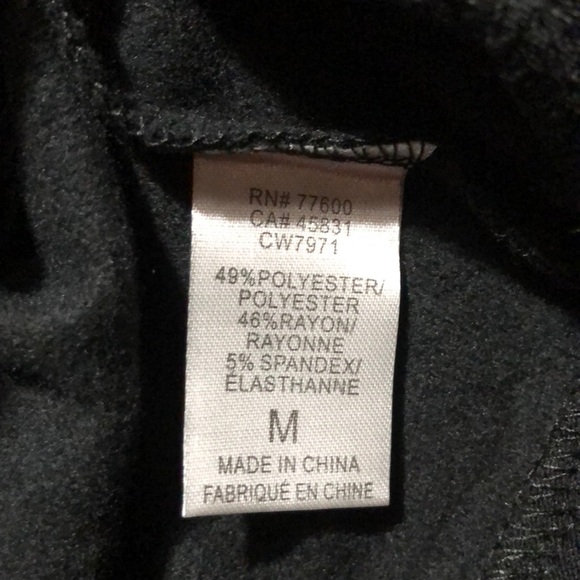 RN# 77600
CA# 45831
CW7971
49%POLYESTER/
POLYESTER
46%RAYON/
RAYONNE
5% SPANDEX/
ÉLASTHANNE
M
MADE IN CHINA
FABRIQUÉ EN CHINE